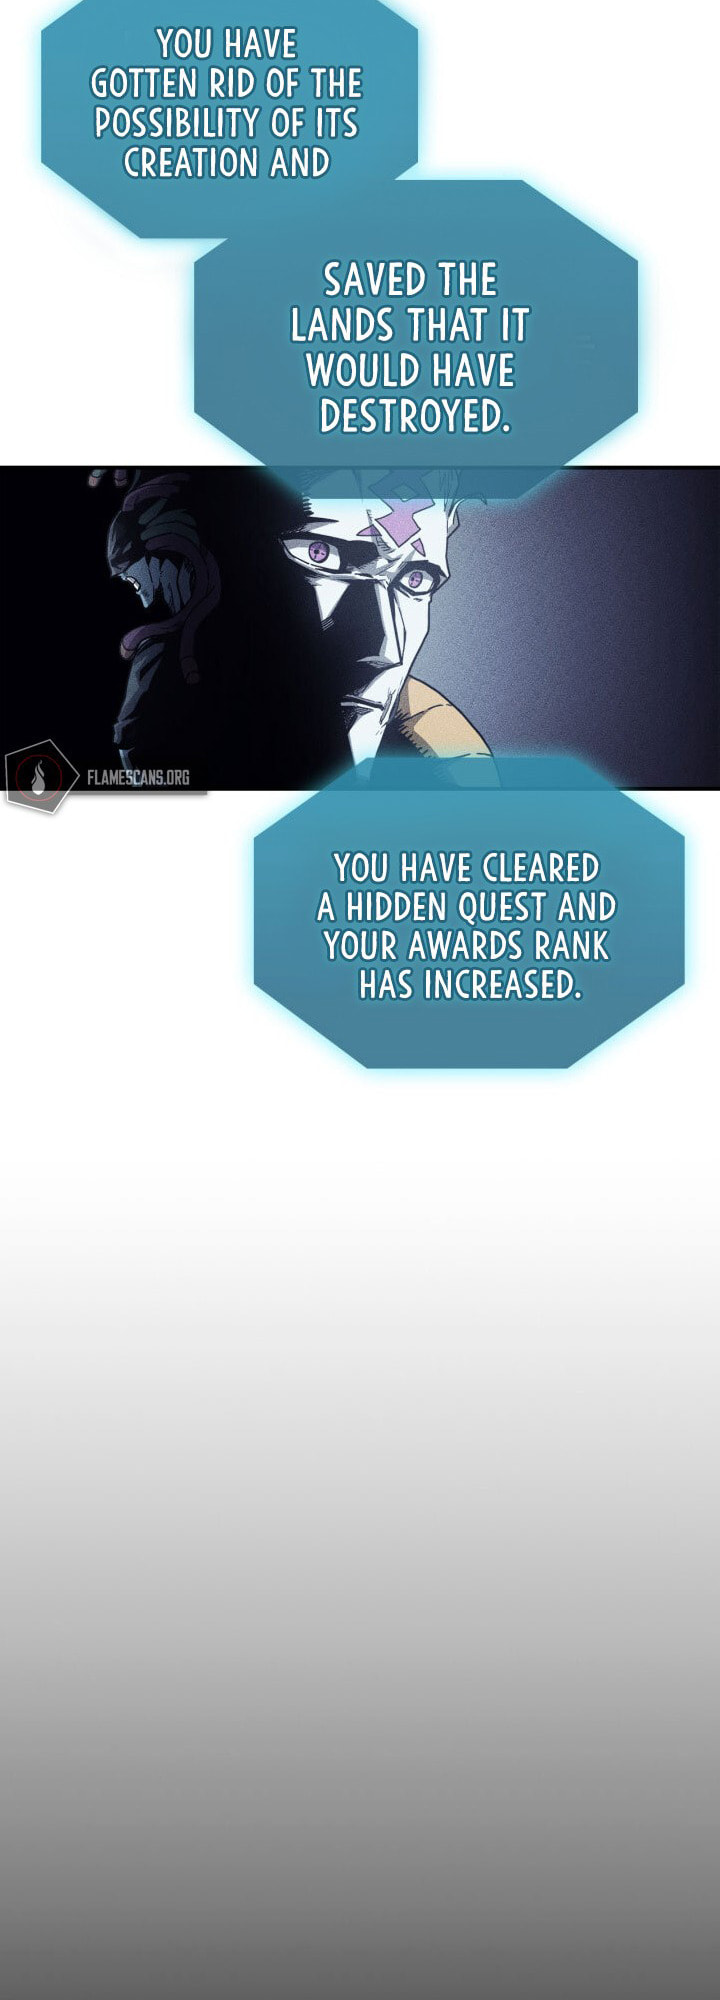 YOU HAVE
GOTTEN RID OF THE
POSSIBILITY OF ITS
CREATION AND
SAVED THE
LANDS THAT IT
WOULD HAVE
DESTROYED.
FLAMESCANS.ORG
YOU HAVE CLEARED
A HIDDEN QUEST AND
YOUR AWARDS RANK
HAS INCREASED.